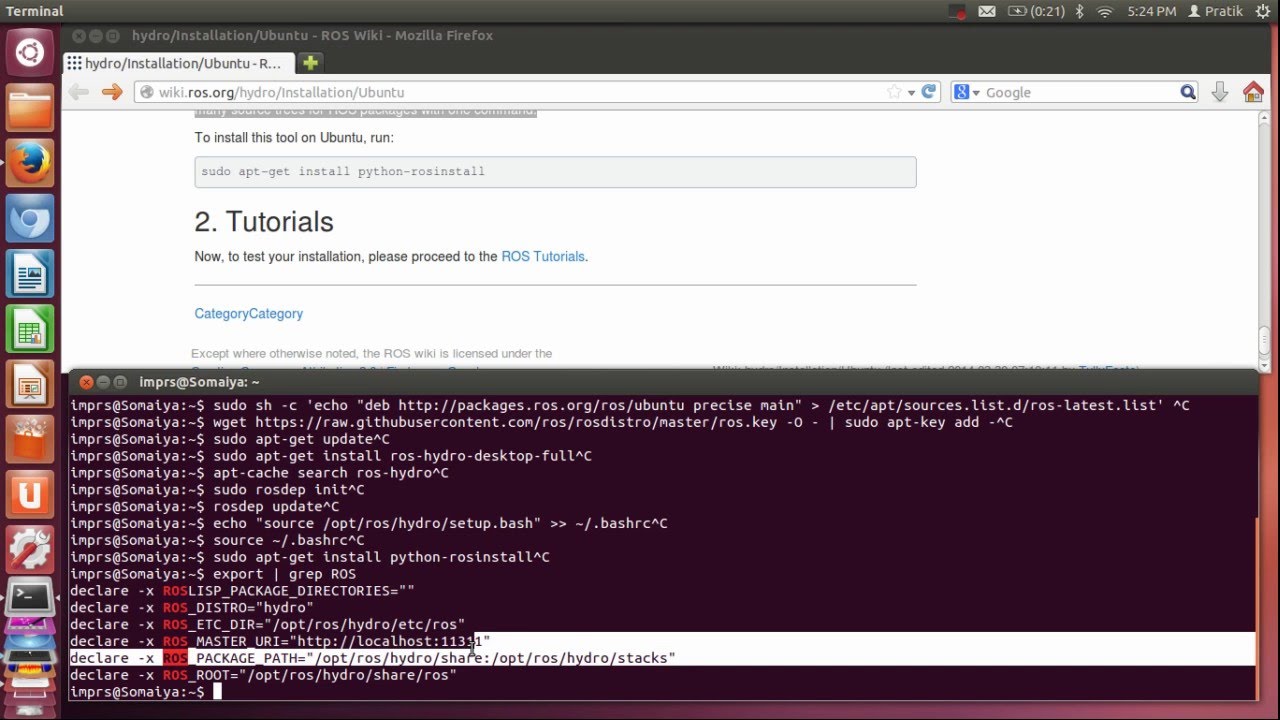 Terminal
(0:21) 5:24 PM Pratik
hydro/Installation/Ubuntu - ROS Wiki - Mozilla Firefox
hydro/Installation/Ubuntu - R...
wiki.ros.org/hydro/Installation/Ubuntu
Google
many source trees for ROS packages with one command.
To install this tool on Ubuntu, run:
sudo apt-get install python-rosinstall
2. Tutorials
Now, to test your installation, please proceed to the ROS Tutorials.
CategoryCategory
Except where otherwise noted, the ROS wiki is licensed under the
imprs@Somaiya: ~
imprs@Somaiya:~$ sudo sh -c 'echo "deb http://packages.ros.org/ros/ubuntu precise main" > /etc/apt/sources.list.d/ros-latest.list' ^C
imprs@Somaiya:~$ wget https://raw.githubusercontent.com/ros/rosdistro/master/ros.key -O - | sudo apt-key add -^C
imprs@Somaiya:~$ sudo apt-get update^C
imprs@Somaiya:~$ sudo apt-get install ros-hydro-desktop-full^C
imprs@Somaiya:~$ apt-cache search ros-hydro^C
imprs@Somaiya:~$ sudo rosdep init^C
imprs@Somaiya:~$ rosdep update^C
imprs@Somaiya:~$ echo "source /opt/ros/hydro/setup.bash" >> ~/.bashrc^C
imprs@Somaiya:~$ source ~/.bashrc^C
imprs@Somaiya:~$ sudo apt-get install python-rosinstall^C
imprs@Somaiya:~$ export | grep ROS
declare -x ROSLISP_PACKAGE_DIRECTORIES=""
declare -x ROS_DISTRO="hydro"
declare -x ROS_ETC_DIR="/opt/ros/hydro/etc/ros"
declare -x ROS_MASTER_URI="http://localhost:11311"
declare -x ROS_PACKAGE_PATH="/opt/ros/hydro/share:/opt/ros/hydro/stacks"
declare -x ROS_ROOT="/opt/ros/hydro/share/ros"
imprs@Somaiya:~$